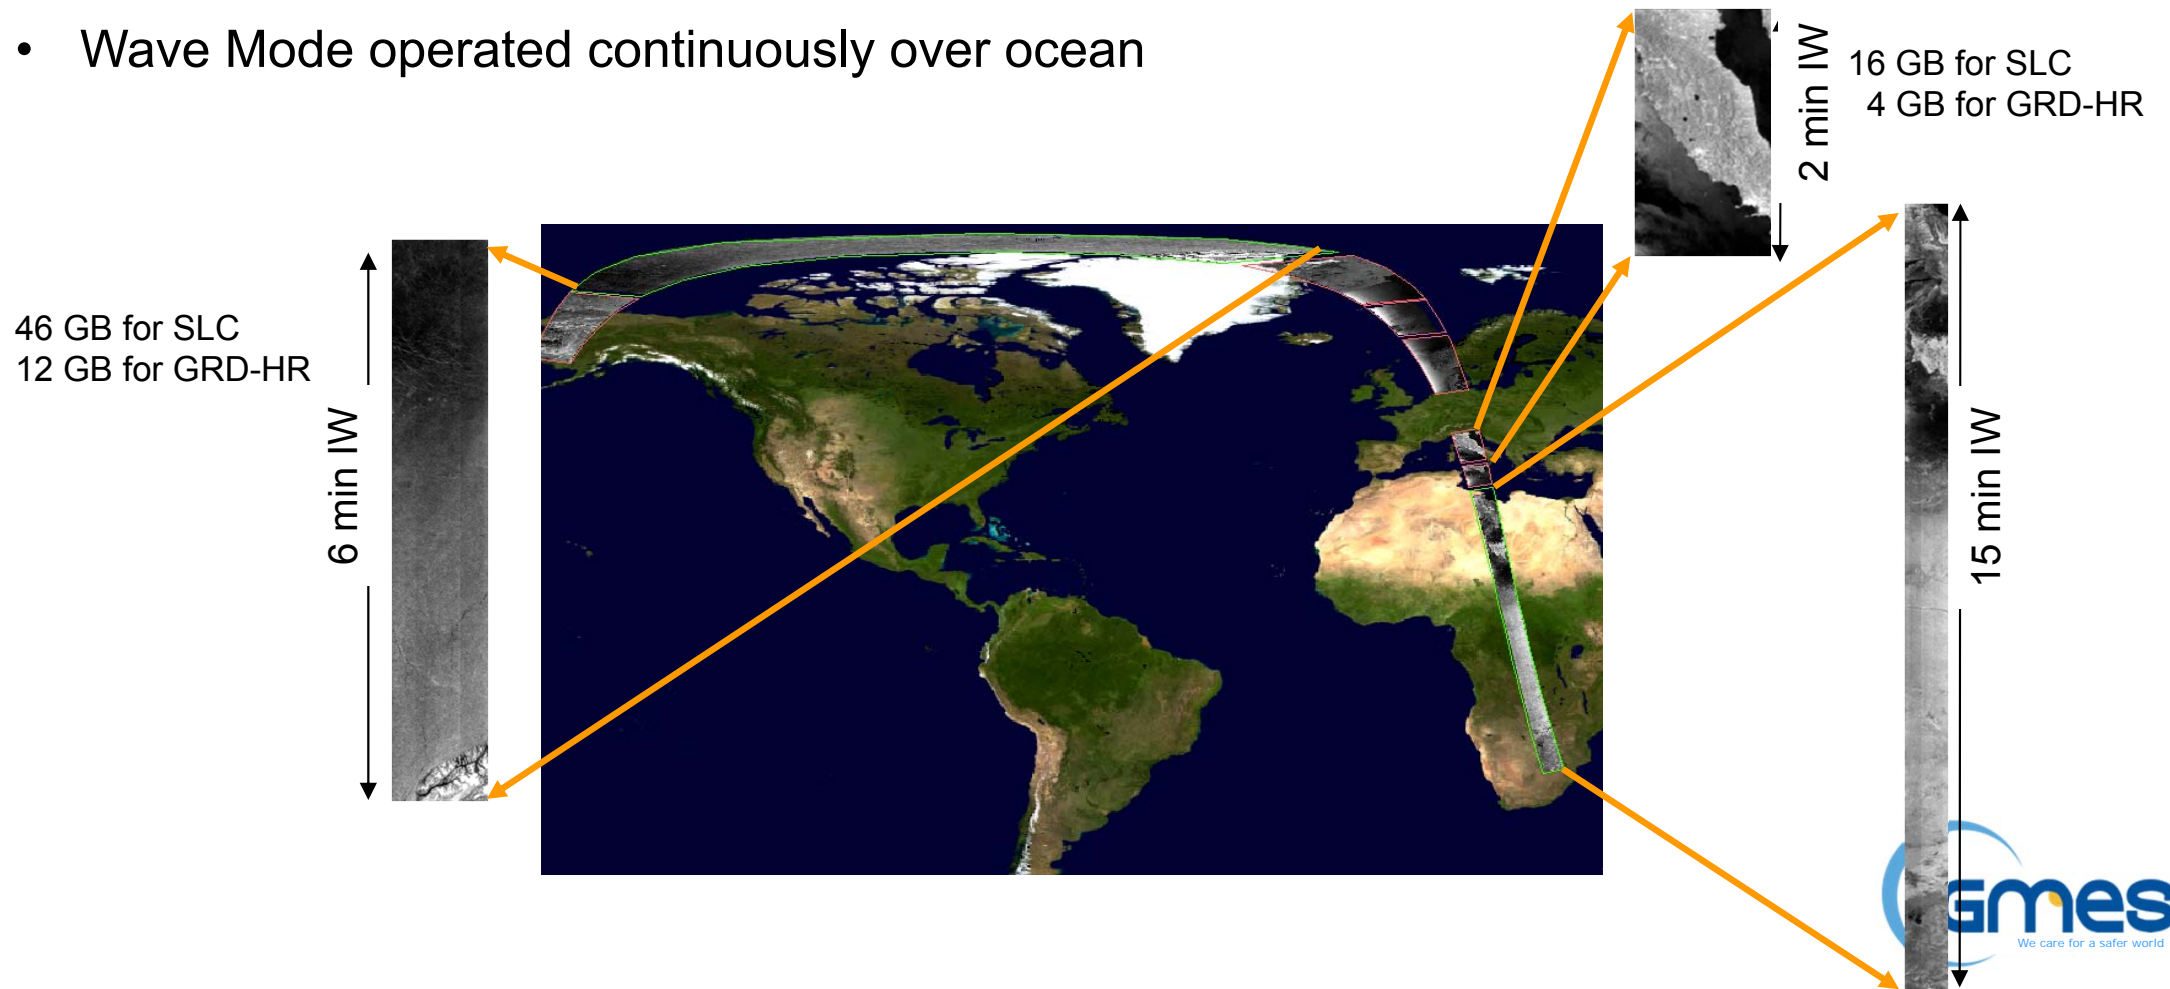 • Wave Mode operated continuously over ocean
2 min IW
16 GB for SLC
4 GB for GRD-HR
46 GB for SLC
12 GB for GRD-HR
6 min IW
15 min IW
Gmes
We care for a safer world